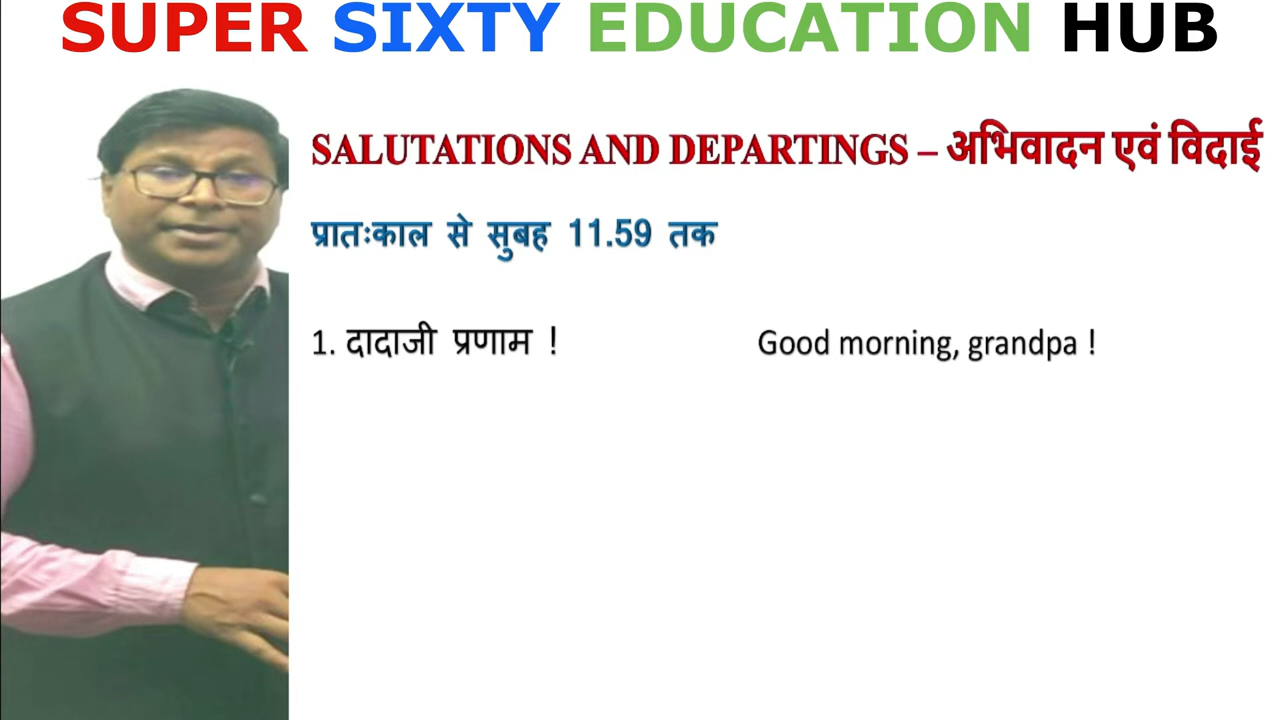 SUPER SIXTY EDUCATION HUB
SALUTATIONS AND DEPARTINGS – अभिवादन एवं विदाई
प्रातःकाल से सुबह 11.59 तक
1. दादाजी प्रणाम ! Good morning, grandpa !